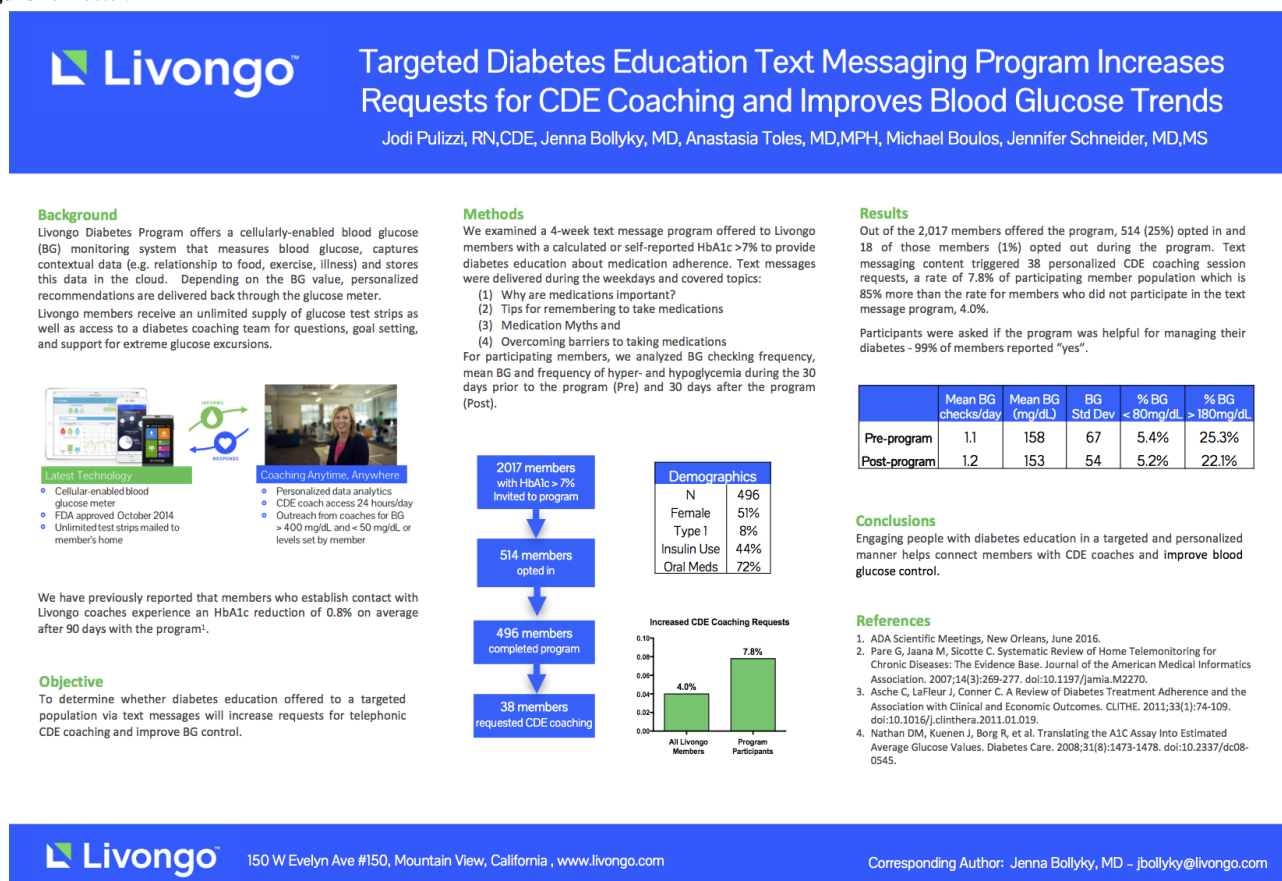 Livongo™
Targeted Diabetes Education Text Messaging Program Increases
Requests for CDE Coaching and Improves Blood Glucose Trends
Jodi Pulizzi, RN,CDE, Jenna Bollyky, MD, Anastasia Toles, MD,MPH, Michael Boulos, Jennifer Schneider, MD,MS
Background
Livongo Diabetes Program offers a cellularly-enabled blood glucose
(BG) monitoring system that measures blood glucose, captures
contextual data (e.g. relationship to food, exercise, illness) and stores
this data in the cloud. Depending on the BG value, personalized
recommendations are delivered back through the glucose meter.
Livongo members receive an unlimited supply of glucose test strips as
well as access to a diabetes coaching team for questions, goal setting,
and support for extreme glucose excursions.
INFORMS
RESPONDS
Latest Technology
Cellular-enabled blood
glucose meter
FDA approved October 2014
Unlimited test strips mailed to
member's home
Coaching Anytime, Anywhere
Personalized data analytics
CDE coach access 24 hours/day
Outreach from coaches for BG
> 400 mg/dL and < 50 mg/dL or
levels set by member
We have previously reported that members who establish contact with
Livongo coaches experience an HbA1c reduction of 0.8% on average
after 90 days with the program1.
Objective
To determine whether diabetes education offered to a targeted
population via text messages will increase requests for telephonic
CDE coaching and improve BG control.
Methods
We examined a 4-week text message program offered to Livongo
members with a calculated or self-reported HbA1c >7% to provide
diabetes education about medication adherence. Text messages
were delivered during the weekdays and covered topics:
(1) Why are medications important?
(2) Tips for remembering to take medications
(3) Medication Myths and
(4) Overcoming barriers to taking medications
For participating members, we analyzed BG checking frequency,
mean BG and frequency of hyper- and hypoglycemia during the 30
days prior to the program (Pre) and 30 days after the program
(Post).
2017 members
with HbA1c > 7%
Invited to program
514 members
opted in
496 members
completed program
38 members
requested CDE coaching
Demographics
N 496
Female 51%
Type 1 8%
Insulin Use 44%
Oral Meds 72%
Increased CDE Coaching Requests
0.10
0.08
0.06
0.04
0.02
0.00
4.0%
7.8%
All Livongo
Members
Program
Participants
Results
Out of the 2,017 members offered the program, 514 (25%) opted in and
18 of those members (1%) opted out during the program. Text
messaging content triggered 38 personalized CDE coaching session
requests, a rate of 7.8% of participating member population which is
85% more than the rate for members who did not participate in the text
message program, 4.0%.
Participants were asked if the program was helpful for managing their
diabetes - 99% of members reported “yes”.
Mean BG checks/day Mean BG (mg/dL) BG Std Dev % BG < 80mg/dL % BG > 180mg/dL
Pre-program 1.1 158 67 5.4% 25.3%
Post-program 1.2 153 54 5.2% 22.1%
Conclusions
Engaging people with diabetes education in a targeted and personalized
manner helps connect members with CDE coaches and improve blood
glucose control.
References
1. ADA Scientific Meetings, New Orleans, June 2016.
2. Pare G, Jaana M, Sicotte C. Systematic Review of Home Telemonitoring for
Chronic Diseases: The Evidence Base. Journal of the American Medical Informatics
Association. 2007;14(3):269-277. doi:10.1197/jamia.M2270.
3. Asche C, LaFleur J, Conner C. A Review of Diabetes Treatment Adherence and the
Association with Clinical and Economic Outcomes. CLITHE. 2011;33(1):74-109.
doi:10.1016/j.clinthera.2011.01.019.
4. Nathan DM, Kuenen J, Borg R, et al. Translating the A1C Assay Into Estimated
Average Glucose Values. Diabetes Care. 2008;31(8):1473-1478. doi:10.2337/dc08-
0545.
Livongo™
150 W Evelyn Ave #150, Mountain View, California , www.livongo.com
Corresponding Author: Jenna Bollyky, MD – jbollyky@livongo.com